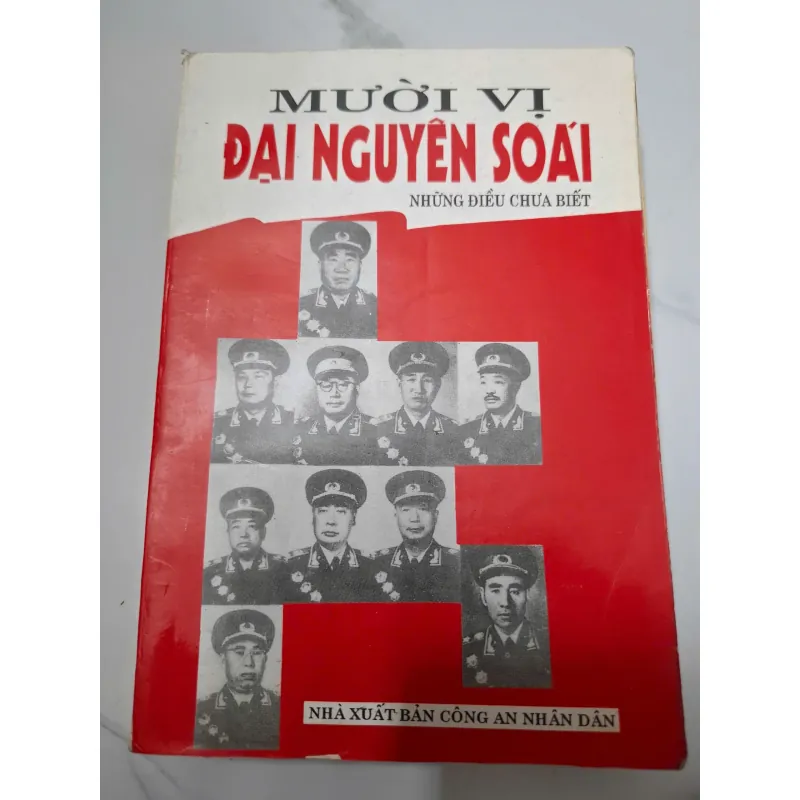 MƯỜI VỊ
ĐẠI NGUYÊN SOÁI
NHỮNG ĐIỀU CHƯA BIẾT
NHÀ XUẤT BẢN CÔNG AN NHÂN DÂN